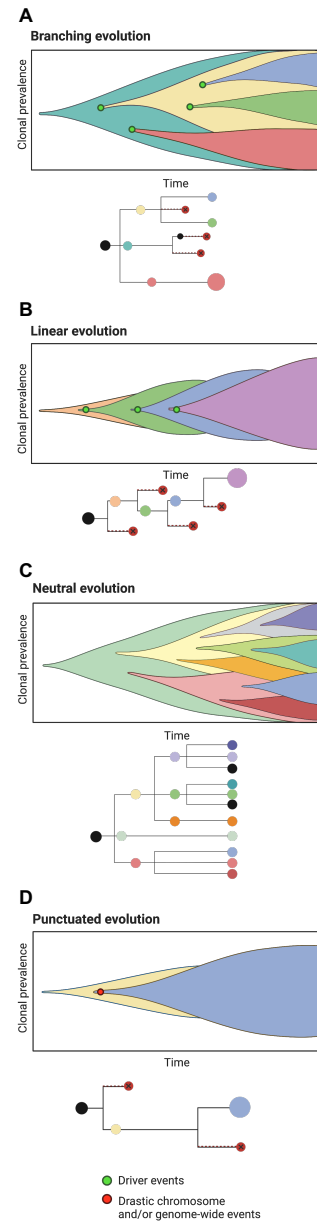 A
Branching evolution
Clonal prevalence
Time
B
Linear evolution
Clonal prevalence
Time
C
Neutral evolution
Clonal prevalence
Time
D
Punctuated evolution
Clonal prevalence
Time
Driver events
Drastic chromosome
and/or genome-wide events